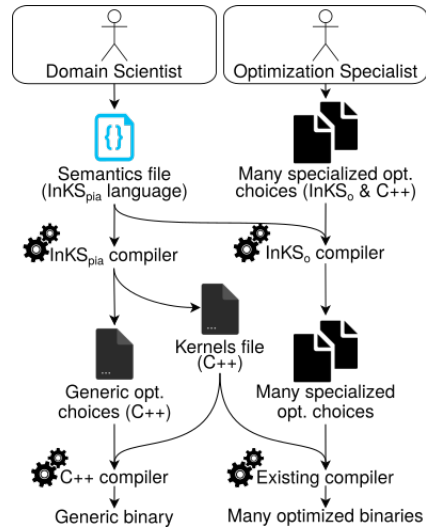 Domain Scientist
Optimization Specialist
{}
Semantics file
(InKSpia language)
Many specialized opt.
choices (InKSo & C++)
InKSpia compiler
InKSo compiler
...
Kernels file
(C++)
...
Generic opt.
choices (C++)
Many specialized
opt. choices
C++ compiler
Existing compiler
Generic binary
Many optimized binaries